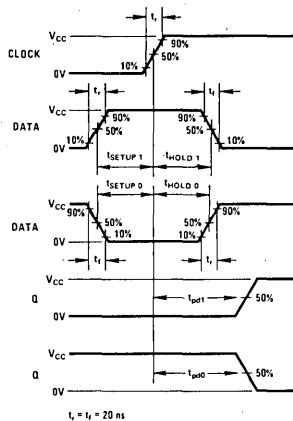 tr
VCC
90%
CLOCK
50%
10%
0V
tr
tf
VCC
90%
90%
DATA
50%
50%
10%
10%
0V
tSETUP 1
tHOLD 1
tSETUP 0
tHOLD 0
VCC
90%
90%
DATA
50%
50%
10%
10%
0V
tf
tr
VCC
Q
tpd1
50%
0V
VCC
Q
tpd0
50%
0V
tr = tf = 20 ns